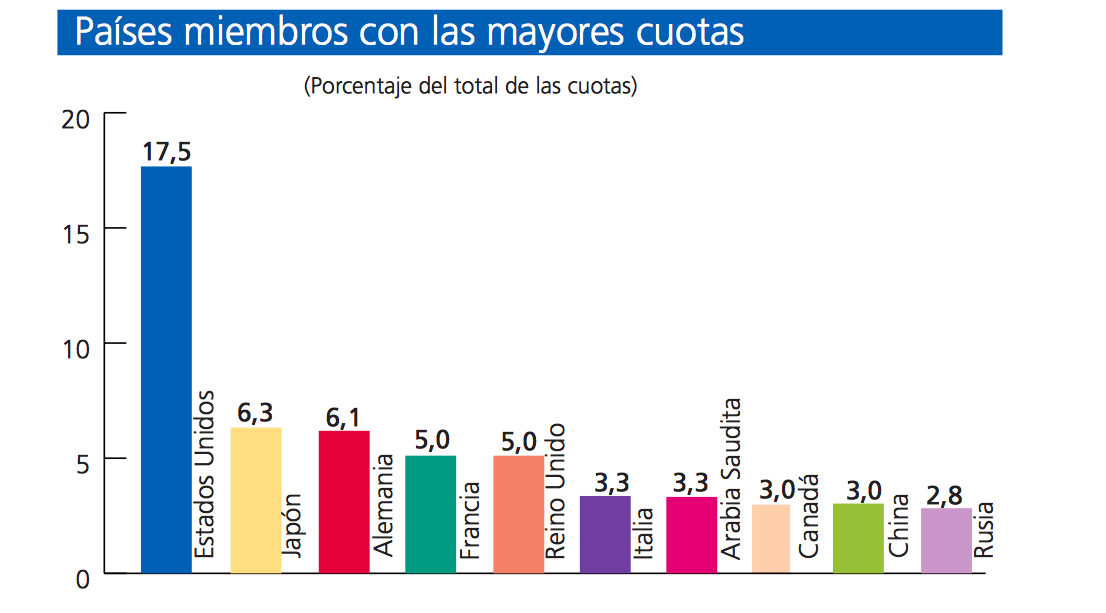 Países miembros con las mayores cuotas
(Porcentaje del total de las cuotas)
20
15
10
5
0
17,5
Estados Unidos
6,3
Japón
6,1
Alemania
5,0
Francia
5,0
Reino Unido
3,3
Italia
3,3
Arabia Saudita
3,0
Canadá
3,0
China
2,8
Rusia